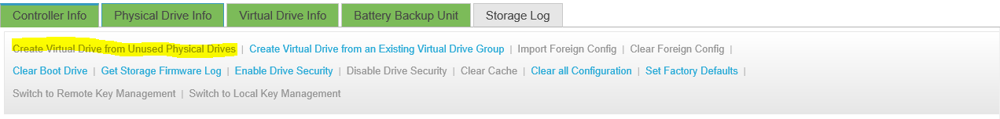 Controller Info Physical Drive Info Virtual Drive Info Battery Backup Unit Storage Log
Create Virtual Drive from Unused Physical Drives | Create Virtual Drive from an Existing Virtual Drive Group | Import Foreign Config | Clear Foreign Config |
Clear Boot Drive | Get Storage Firmware Log | Enable Drive Security | Disable Drive Security | Clear Cache | Clear all Configuration | Set Factory Defaults |
Switch to Remote Key Management | Switch to Local Key Management